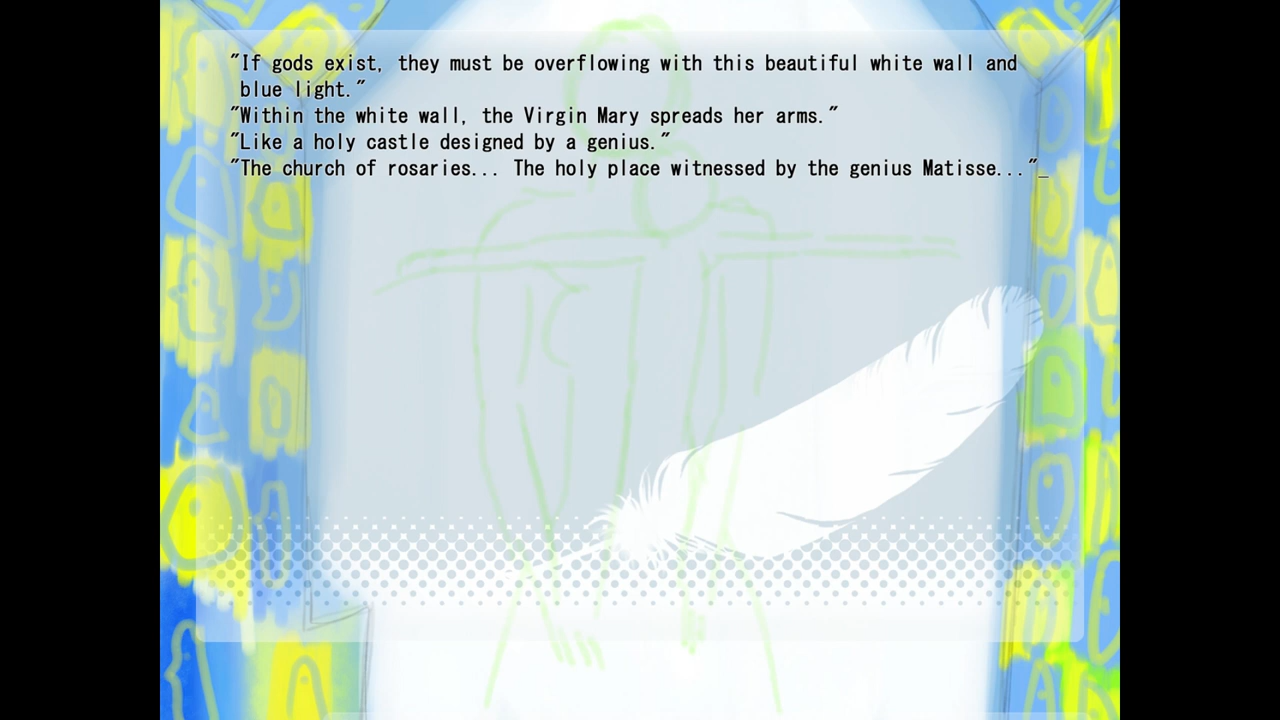 "If gods exist, they must be overflowing with this beautiful white wall and
blue light."
"Within the white wall, the Virgin Mary spreads her arms."
"Like a holy castle designed by a genius."
"The church of rosaries... The holy place witnessed by the genius Matisse..."_